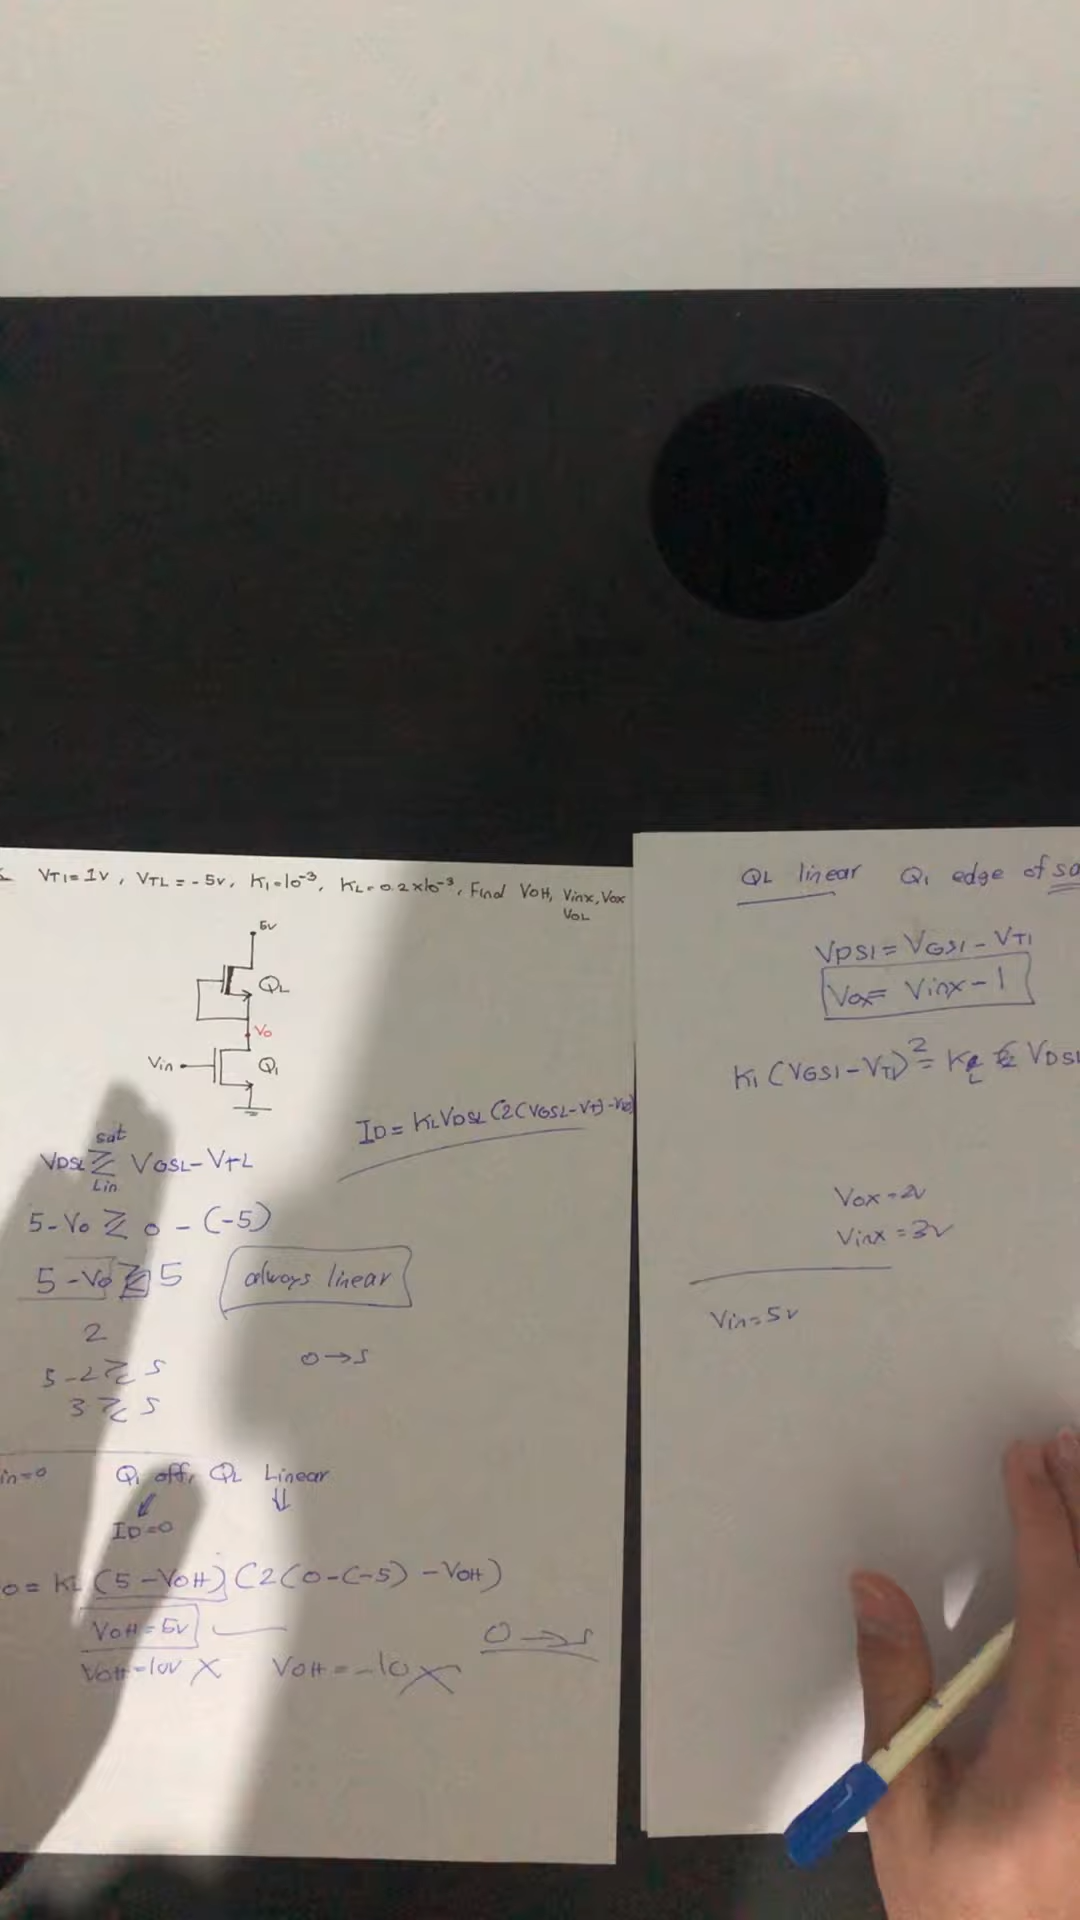 VT1=1v, VTL=-5v, K1=10⁻³, KL=0.2x10⁻³, Find VOH, Vinx, Vox
VOL
5v
QL
Vo
Vin
Q1
ID = KLVDSL(2(VGSL-Vt)-
sat
VDSL ≷ VGSL-VtL
Lin
5-Vo ≷ 0-(-5)
5-Vo ≷ 5
always linear
2
5-2 ≷ 5
3 ≷ 5
0→5
in=0 Q1 off, QL Linear
⇓ ⇓
ID=0
0 = KL(5-VOH)(2(0-(-5)-VOH)
VOH=5v
0→5
VOH=10v X VOH=-10 X
QL linear Q1 edge of sa
VDS1 = VGS1-VT1
Vox= Vinx-1
K1(VGS1-VT1)²= KL VDSL
Vox=2v
Vinx=3v
Vin=5v